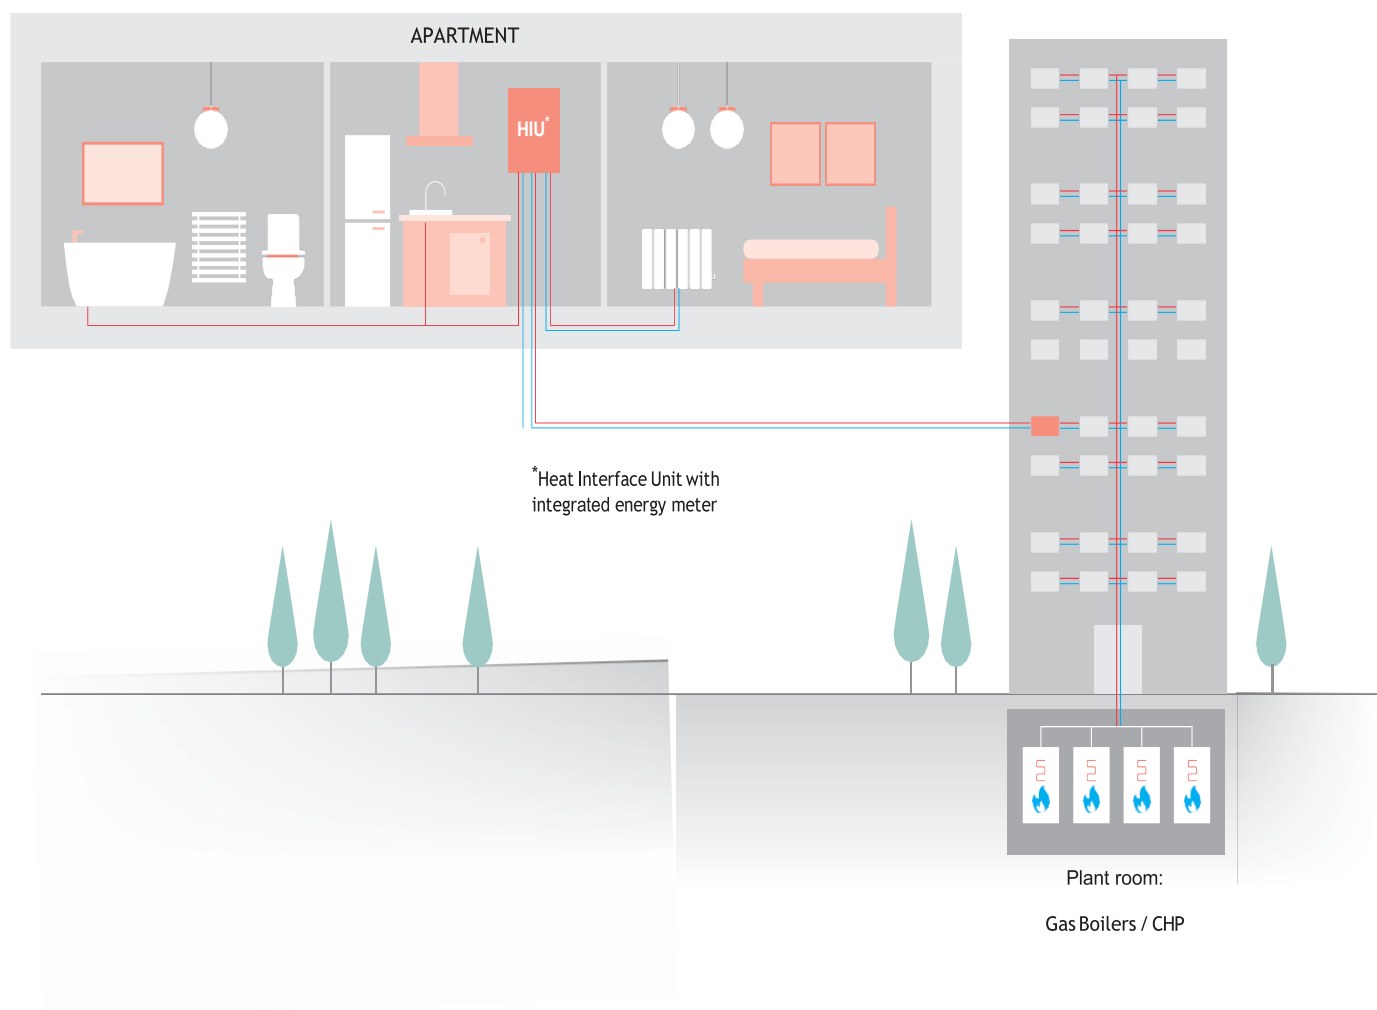 APARTMENT
HIU*
*Heat Interface Unit with
integrated energy meter
Plant room:
Gas Boilers / CHP